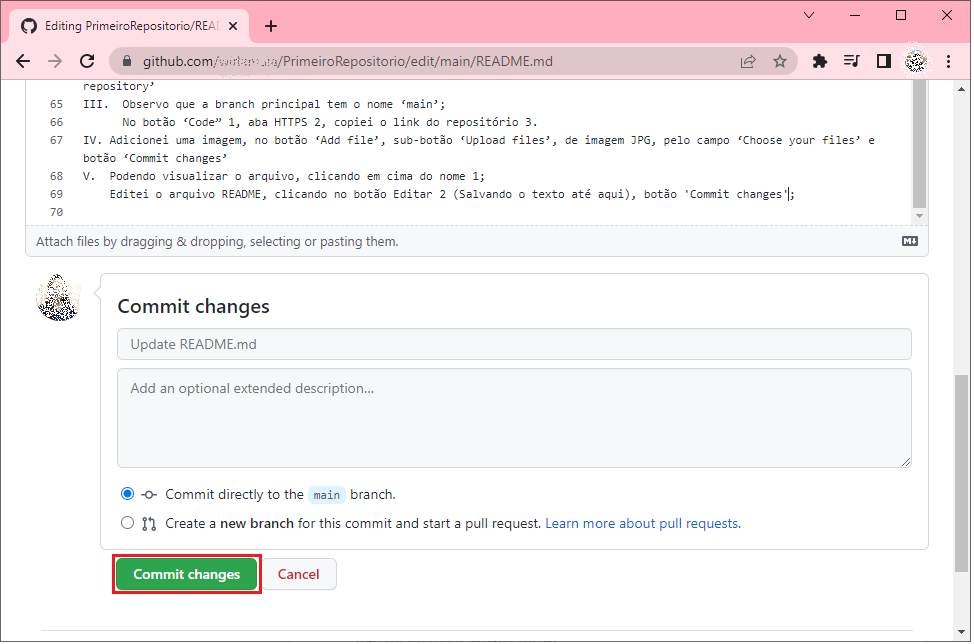 Editing PrimeiroRepositorio/READ
github.com/ /PrimeiroRepositorio/edit/main/README.md
repository’
65 III. Observo que a branch principal tem o nome ‘main’;
66 No botão ‘Code” 1, aba HTTPS 2, copiei o link do repositório 3.
67 IV. Adicionei uma imagem, no botão ‘Add file’, sub-botão ‘Upload files’, de imagem JPG, pelo campo ‘Choose your files’ e
botão ‘Commit changes’
68 V. Podendo visualizar o arquivo, clicando em cima do nome 1;
69 Editei o arquivo README, clicando no botão Editar 2 (Salvando o texto até aqui), botão 'Commit changes';
70
Attach files by dragging & dropping, selecting or pasting them.
Commit changes
Update README.md
Add an optional extended description...
Commit directly to the main branch.
Create a new branch for this commit and start a pull request. Learn more about pull requests.
Commit changes Cancel